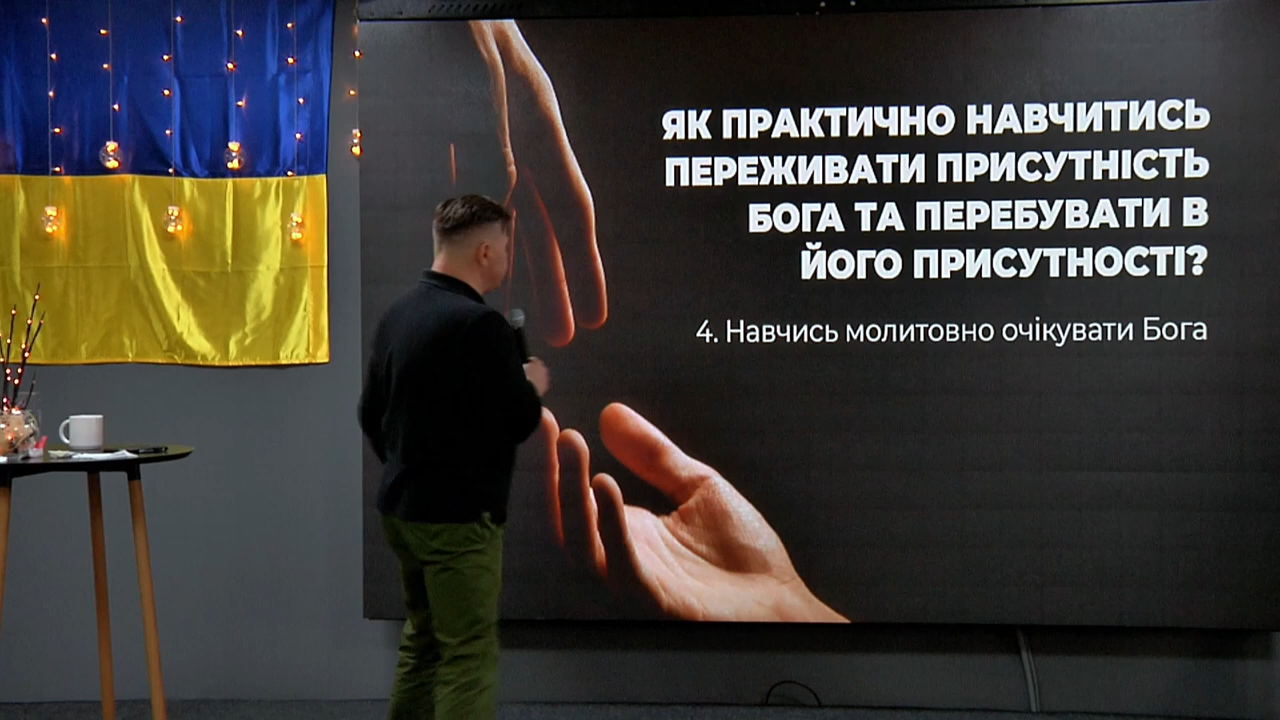 ЯК ПРАКТИЧНО НАВЧИТИСЬ
ПЕРЕЖИВАТИ ПРИСУТНІСТЬ
БОГА ТА ПЕРЕБУВАТИ В
ЙОГО ПРИСУТНОСТІ?
4. Навчись молитовно очікувати Бога